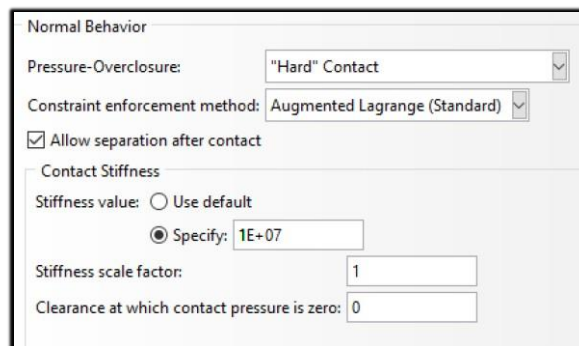 Normal Behavior
Pressure-Overclosure: "Hard" Contact
Constraint enforcement method: Augmented Lagrange (Standard)
Allow separation after contact
Contact Stiffness
Stiffness value: Use default
Specify: 1E+07
Stiffness scale factor: 1
Clearance at which contact pressure is zero: 0